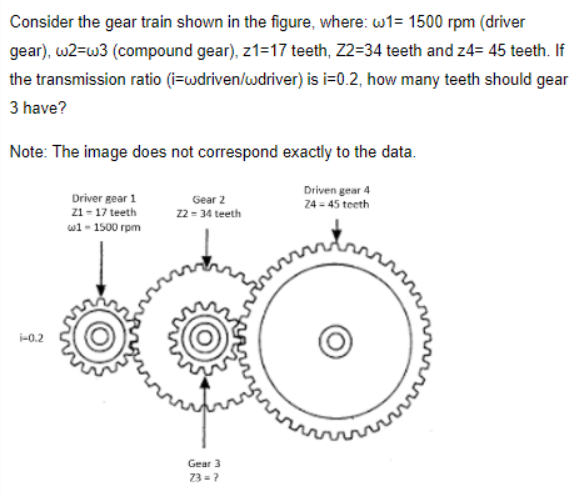 Consider the gear train shown in the figure, where: ω1= 1500 rpm (driver
gear), ω2=ω3 (compound gear), z1=17 teeth, Z2=34 teeth and z4= 45 teeth. If
the transmission ratio (i=ωdriven/ωdriver) is i=0.2, how many teeth should gear
3 have?
Note: The image does not correspond exactly to the data.
Driver gear 1
Z1 = 17 teeth
ω1 = 1500 rpm
Gear 2
Z2 = 34 teeth
Driven gear 4
Z4 = 45 teeth
i=0.2
Gear 3
Z3 = ?